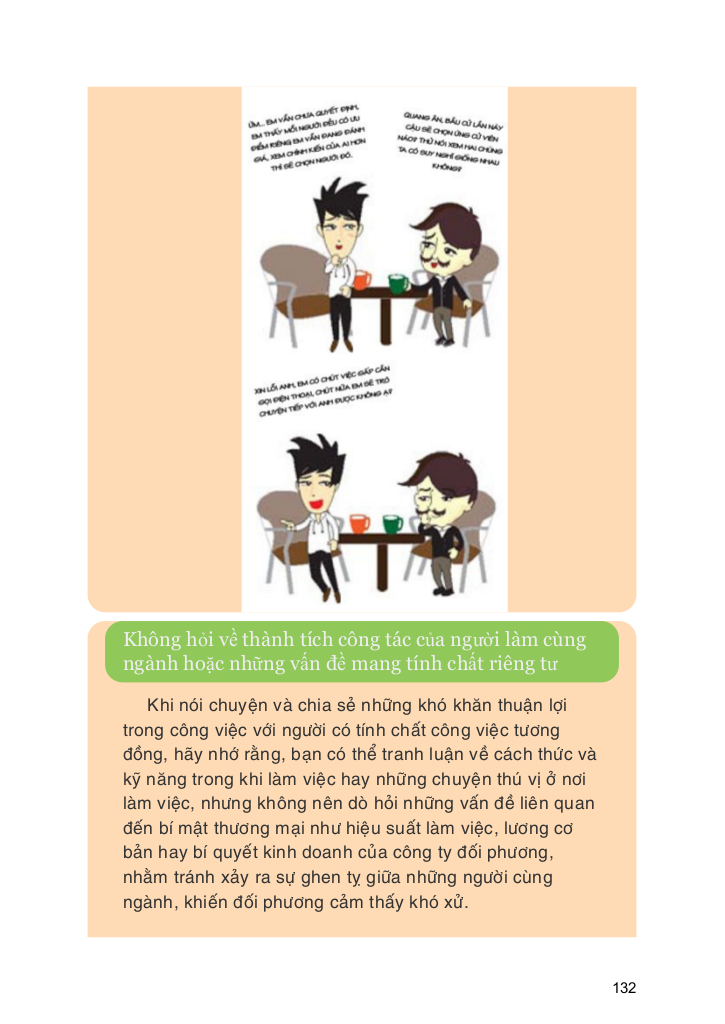 ỪM... EM VẪN CHƯA QUYẾT ĐỊNH,
EM THẤY MỖI NGƯỜI ĐỀU CÓ ƯU
ĐIỂM RIÊNG EM VẪN ĐANG ĐÁNH
GIÁ, XEM CHÍNH KIẾN CỦA AI HƠN
THÌ SẼ CHỌN NGƯỜI ĐÓ.
QUANG ÂN, BẦU CỬ LẦN NÀY
CẬU SẼ CHỌN ỨNG CỬ VIÊN
NÀO? THỬ NÓI XEM HAI CHÚNG
TA CÓ SUY NGHĨ GIỐNG NHAU
KHÔNG?
XIN LỖI ANH, EM CÓ CHÚT VIỆC GẤP CẦN
GỌI ĐIỆN THOẠI, CHÚT NỮA EM SẼ TRÒ
CHUYỆN TIẾP VỚI ANH ĐƯỢC KHÔNG Ạ?
Không hỏi về thành tích công tác của người làm cùng
ngành hoặc những vấn đề mang tính chất riêng tư
Khi nói chuyện và chia sẻ những khó khăn thuận lợi
trong công việc với người có tính chất công việc tương
đồng, hãy nhớ rằng, bạn có thể tranh luận về cách thức và
kỹ năng trong khi làm việc hay những chuyện thú vị ở nơi
làm việc, nhưng không nên dò hỏi những vấn đề liên quan
đến bí mật thương mại như hiệu suất làm việc, lương cơ
bản hay bí quyết kinh doanh của công ty đối phương,
nhằm tránh xảy ra sự ghen tỵ giữa những người cùng
ngành, khiến đối phương cảm thấy khó xử.
132